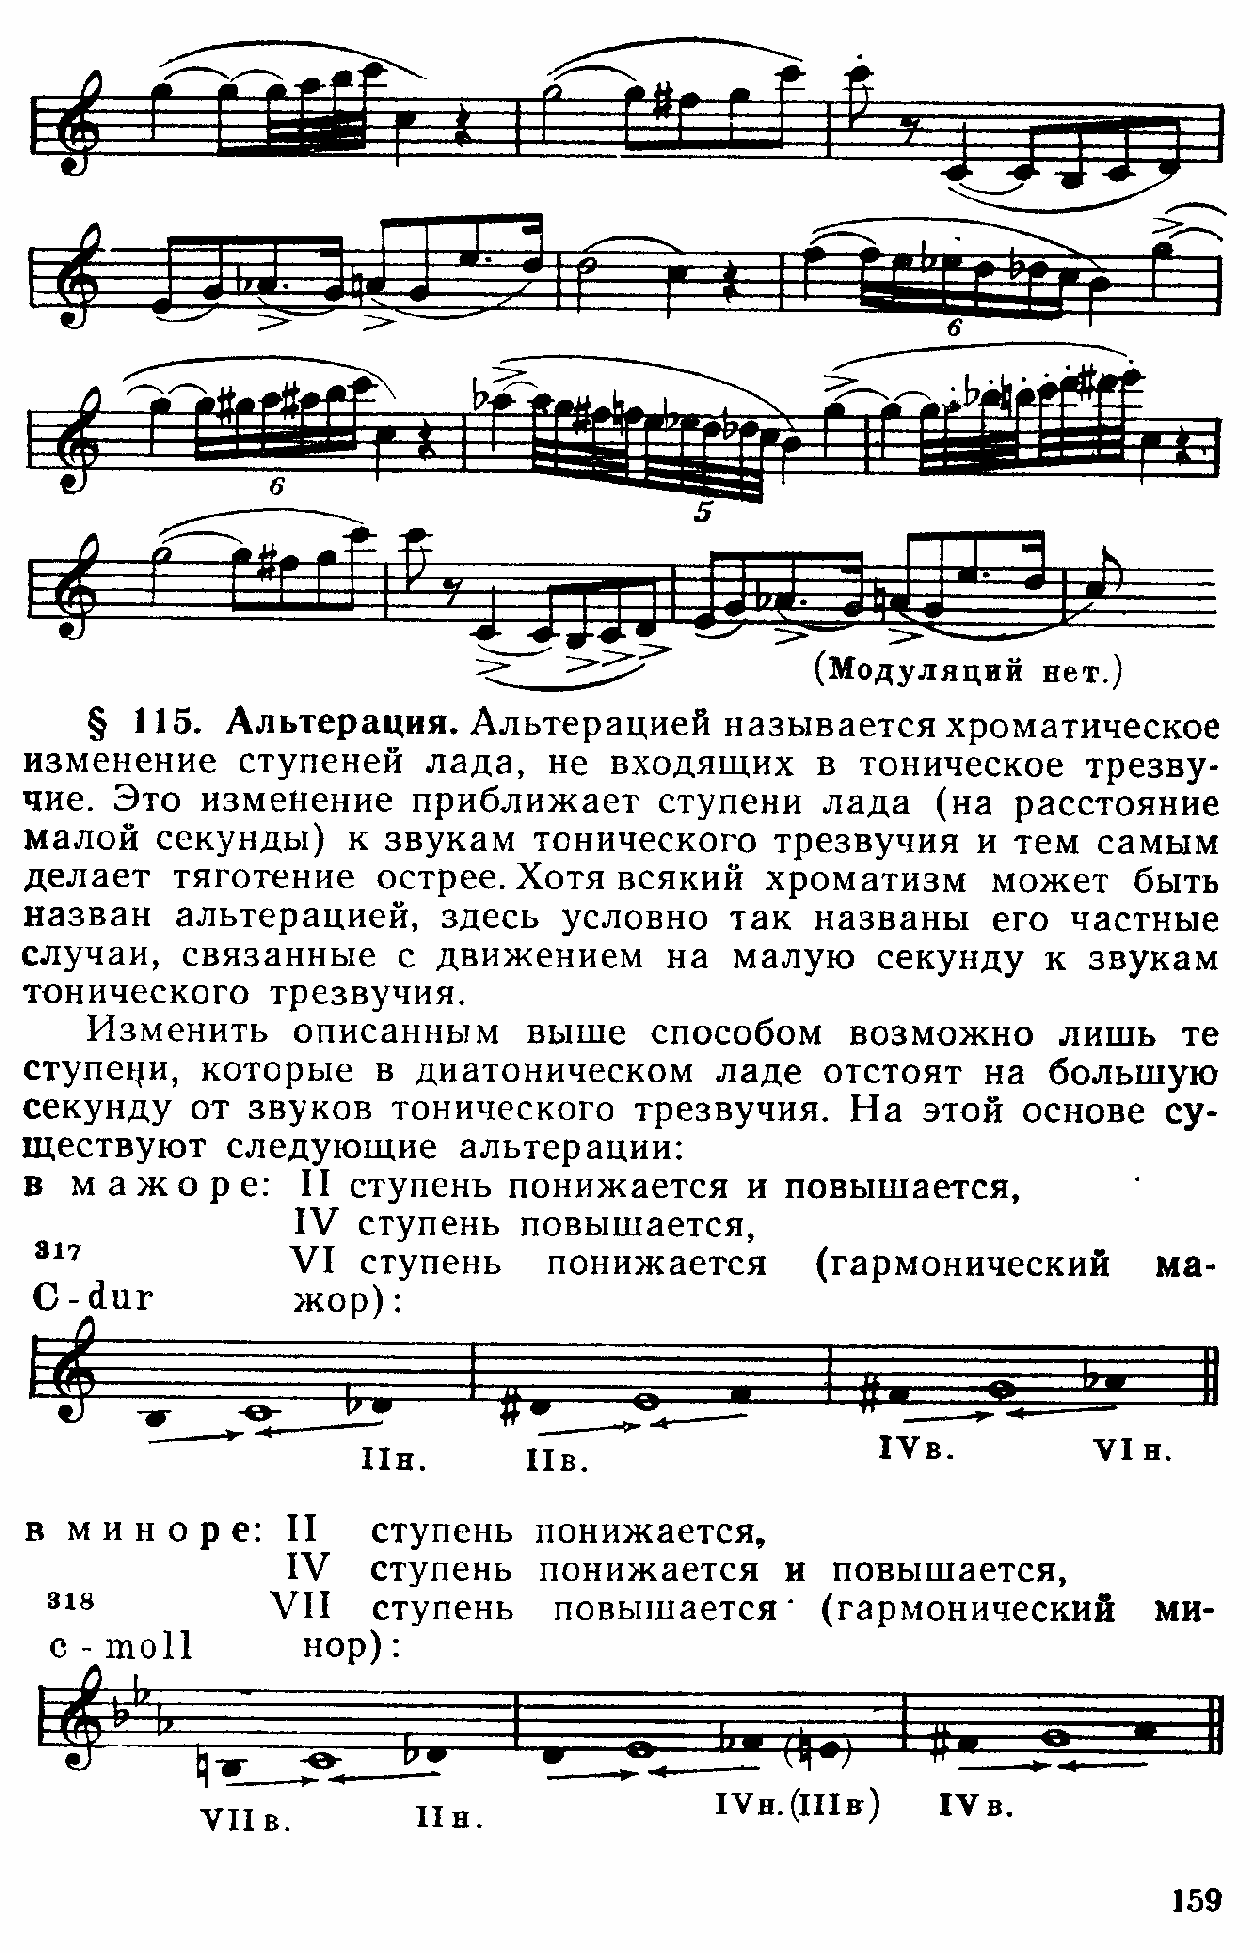 6
6
5
(Модуляций нет.)
§ 115. Альтерация. Альтерацией называется хроматическое
изменение ступеней лада, не входящих в тоническое трезву-
чие. Это изменение приближает ступени лада (на расстояние
малой секунды) к звукам тонического трезвучия и тем самым
делает тяготение острее. Хотя всякий хроматизм может быть
назван альтерацией, здесь условно так названы его частные
случаи, связанные с движением на малую секунду к звукам
тонического трезвучия.
Изменить описанным выше способом возможно лишь те
ступени, которые в диатоническом ладе отстоят на большую
секунду от звуков тонического трезвучия. На этой основе су-
ществуют следующие альтерации:
в мажоре: II ступень понижается и повышается,
IV ступень повышается,
317 VI ступень понижается (гармонический ма-
C-dur жор):
IIн. IIв. IVв. VIн.
в миноре: II ступень понижается,
IV ступень понижается и повышается,
318 VII ступень повышается (гармонический ми-
c-moll нор):
VIIв. IIн. IVн.(IIIв) IVв.
159